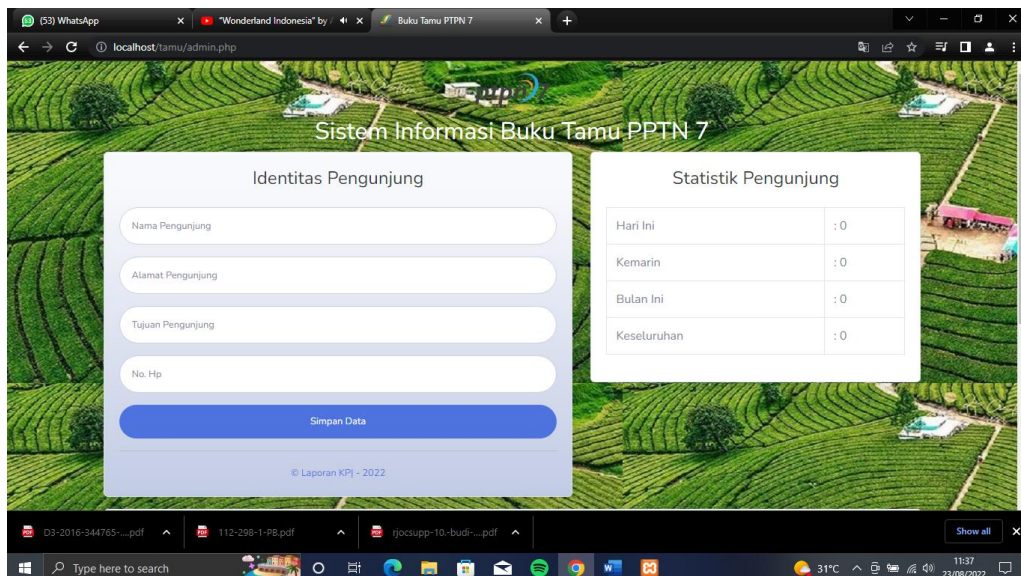 (53) WhatsApp
"Wonderland Indonesia" by
Buku Tamu PTPN 7
localhost/tamu/admin.php
Sistem Informasi Buku Tamu PPTN 7
Identitas Pengunjung
Nama Pengunjung
Alamat Pengunjung
Tujuan Pengunjung
No. Hp
Simpan Data
© Laporan KPJ - 2022
Statistik Pengunjung
Hari Ini : 0
Kemarin : 0
Bulan Ini : 0
Keseluruhan : 0
D3-2016-344765-....pdf
112-298-1-PB.pdf
rjocsupp-10.-budi-....pdf
Show all
Type here to search
31°C
11:37
23/08/2022